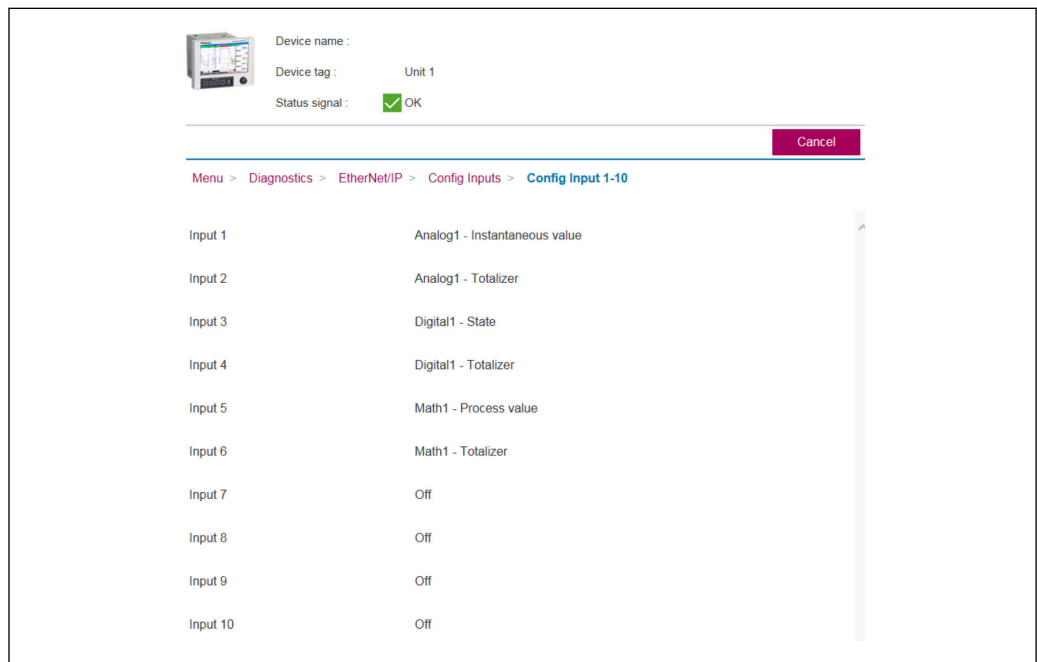 Device name :
Device tag : Unit 1
Status signal : OK
Cancel
Menu > Diagnostics > EtherNet/IP > Config Inputs > Config Input 1-10
Input 1 Analog1 - Instantaneous value
Input 2 Analog1 - Totalizer
Input 3 Digital1 - State
Input 4 Digital1 - Totalizer
Input 5 Math1 - Process value
Input 6 Math1 - Totalizer
Input 7 Off
Input 8 Off
Input 9 Off
Input 10 Off